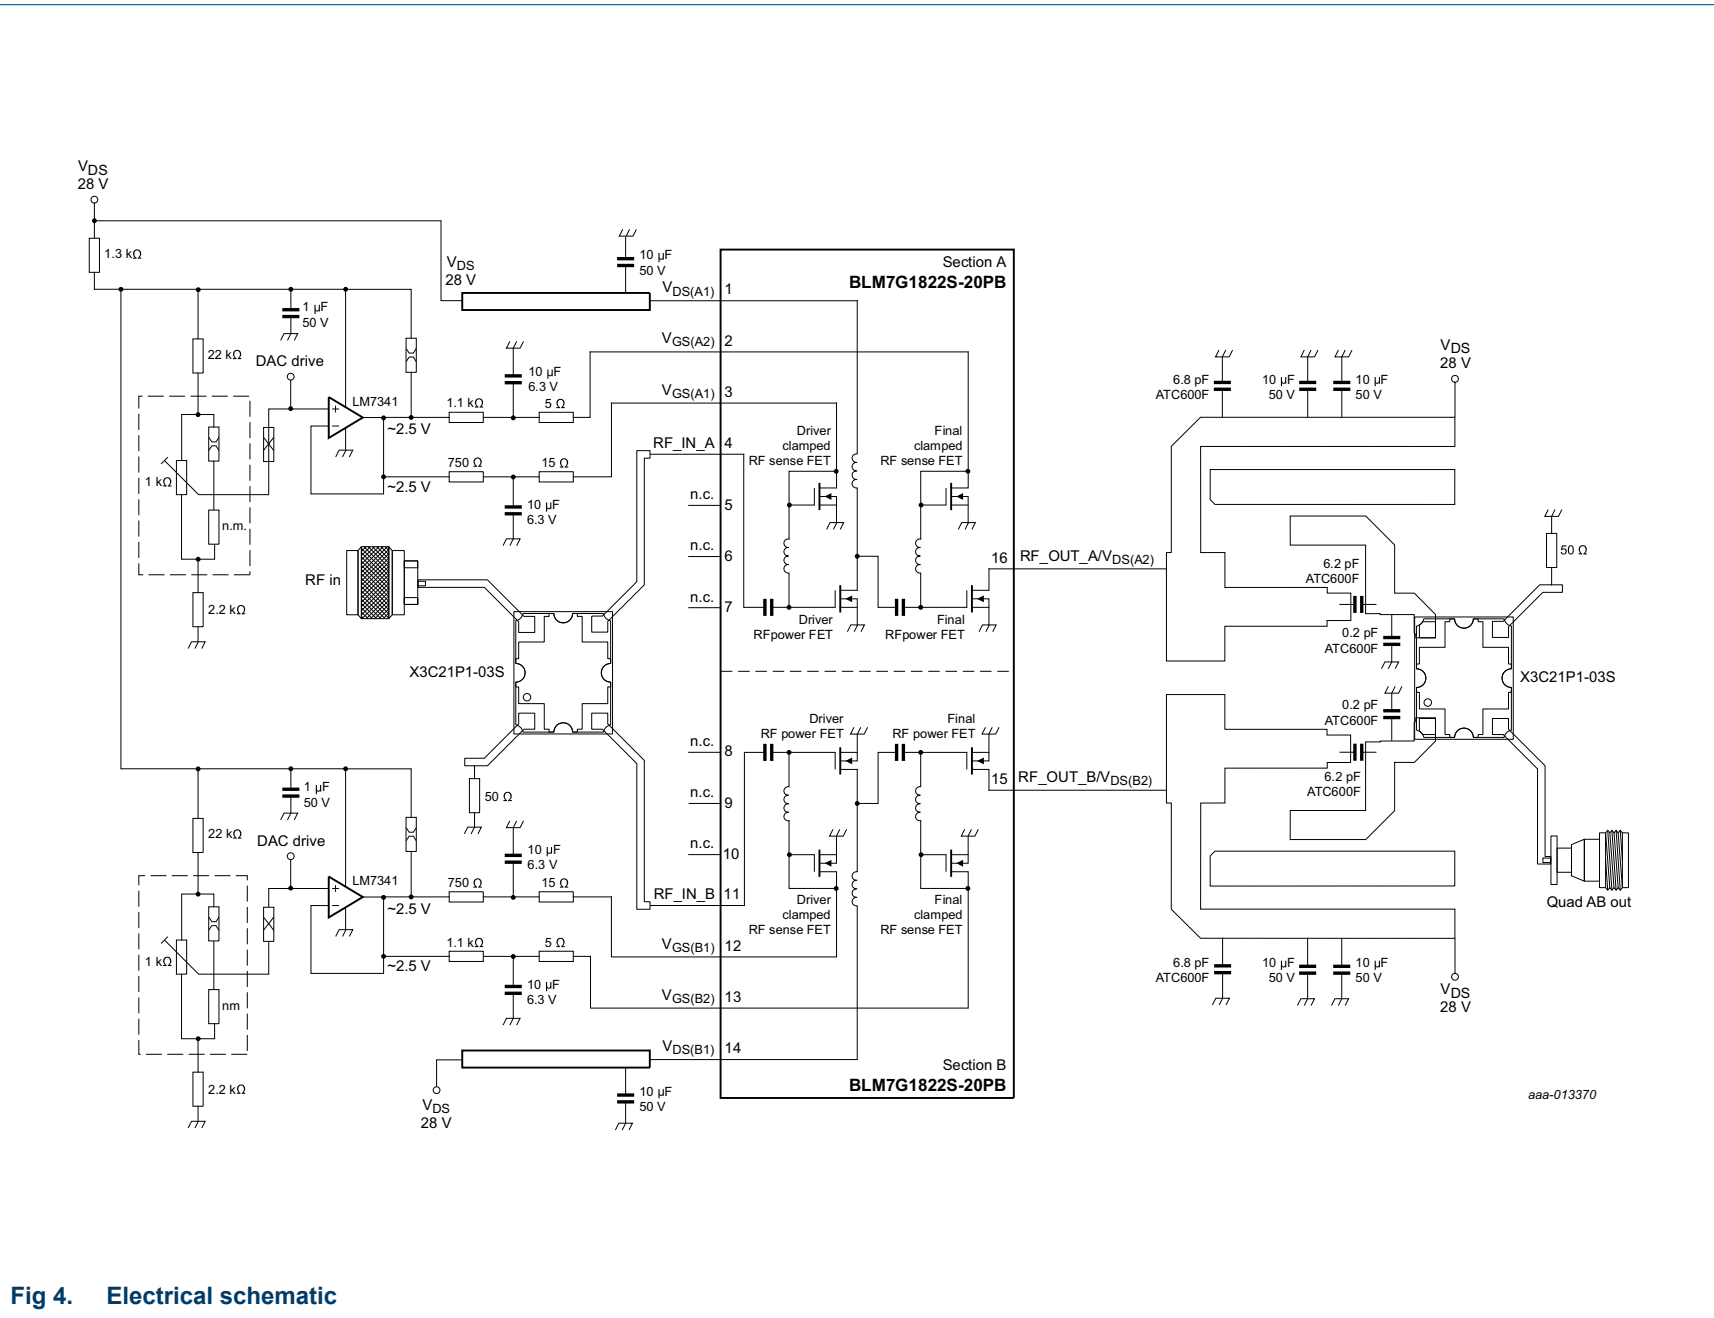 VDS
28 V
1.3 kΩ
VDS
28 V
10 µF
50 V
VDS(A1)
1
Section A
BLM7G1822S-20PB
1 µF
50 V
22 kΩ
DAC drive
LM7341
~2.5 V
1.1 kΩ
10 µF
6.3 V
5 Ω
VGS(A2)
2
VGS(A1)
3
1 kΩ
n.m.
2.2 kΩ
~2.5 V
750 Ω
15 Ω
10 µF
6.3 V
RF_IN_A
4
n.c.
5
n.c.
6
n.c.
7
Driver
clamped
RF sense FET
Final
clamped
RF sense FET
Driver
RFpower FET
Final
RFpower FET
16
RF_OUT_A/VDS(A2)
RF in
X3C21P1-03S
50 Ω
6.8 pF
ATC600F
10 µF
50 V
10 µF
50 V
VDS
28 V
6.2 pF
ATC600F
0.2 pF
ATC600F
50 Ω
X3C21P1-03S
0.2 pF
ATC600F
6.2 pF
ATC600F
Quad AB out
n.c.
8
n.c.
9
n.c.
10
RF_IN_B
11
Driver
RF power FET
Final
RF power FET
15
RF_OUT_B/VDS(B2)
Driver
clamped
RF sense FET
Final
clamped
RF sense FET
1 µF
50 V
22 kΩ
DAC drive
LM7341
~2.5 V
750 Ω
10 µF
6.3 V
15 Ω
VGS(B1)
12
1 kΩ
nm
2.2 kΩ
~2.5 V
1.1 kΩ
5 Ω
10 µF
6.3 V
VGS(B2)
13
VDS(B1)
14
VDS
28 V
10 µF
50 V
Section B
BLM7G1822S-20PB
6.8 pF
ATC600F
10 µF
50 V
10 µF
50 V
VDS
28 V
aaa-013370
Fig 4. Electrical schematic